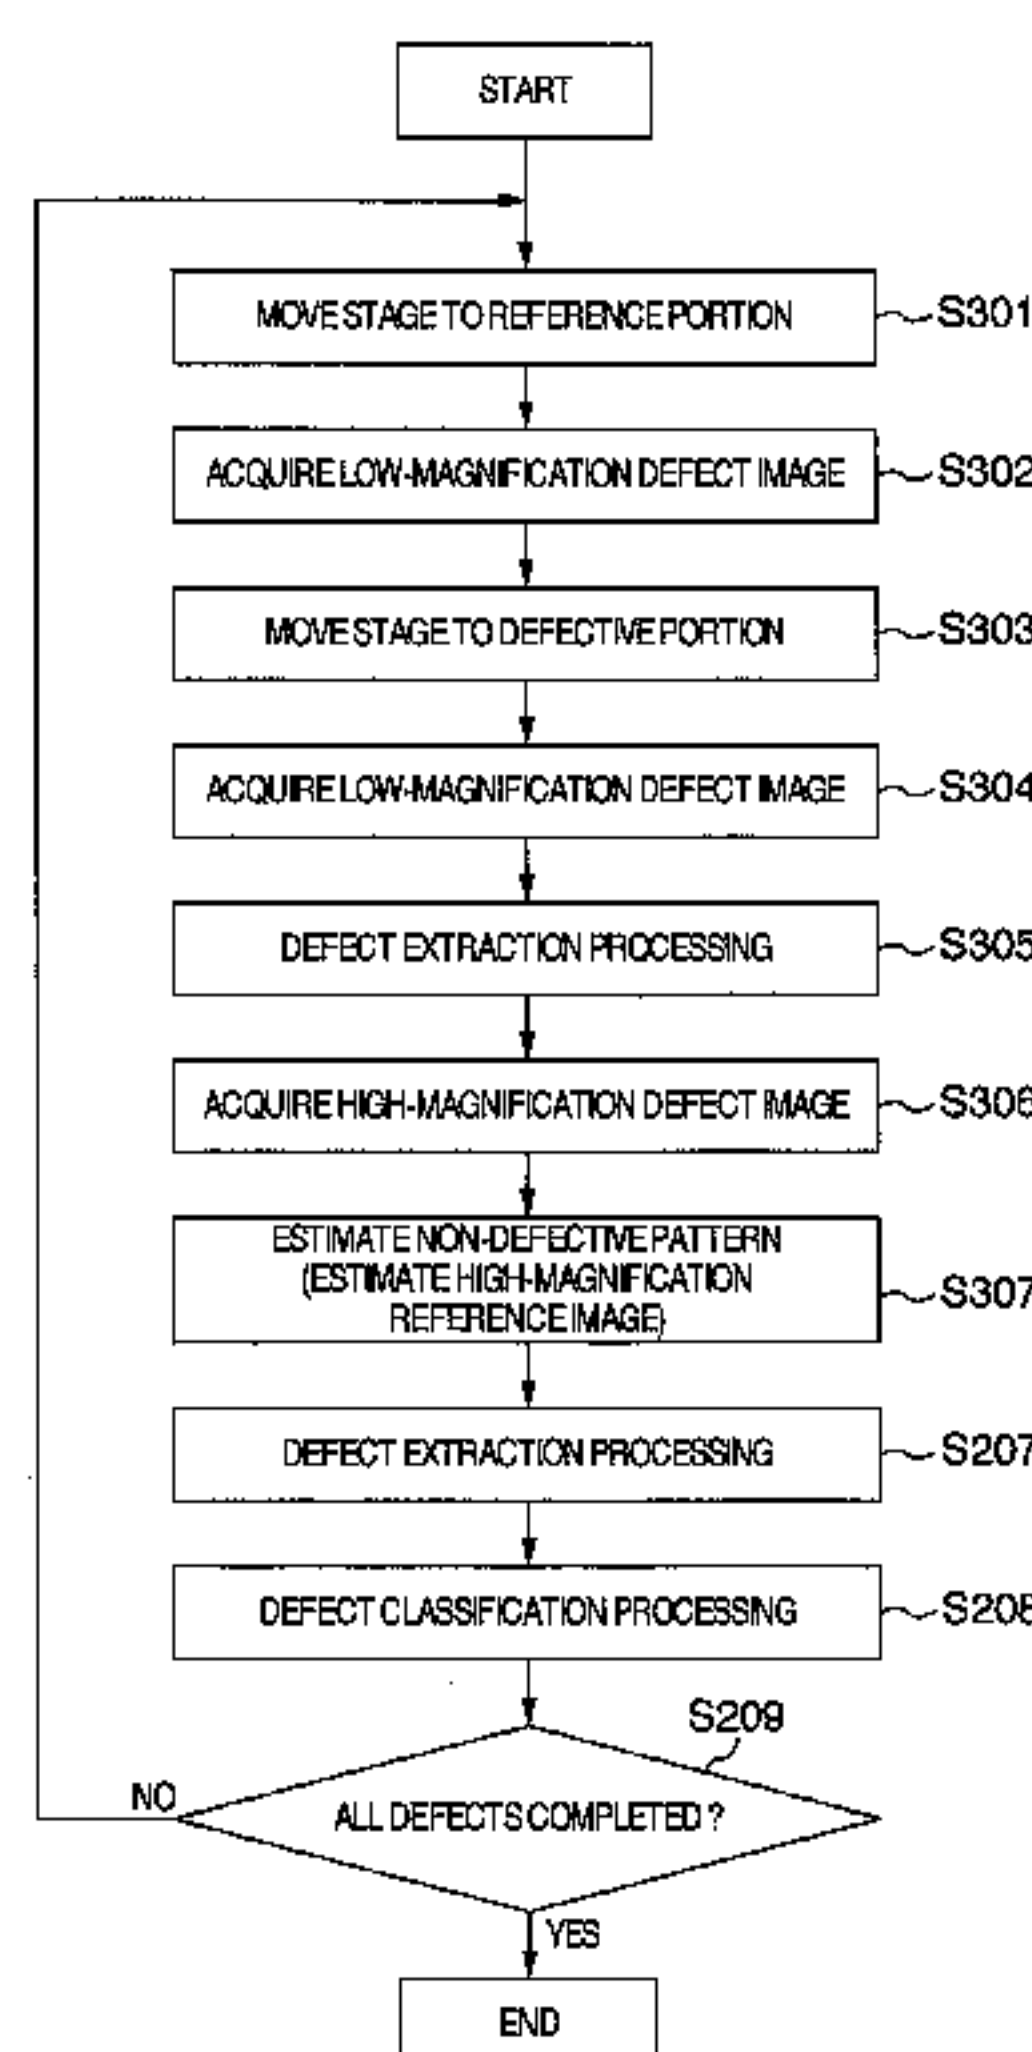 START
MOVE STAGE TO REFERENCE PORTION
S301
ACQUIRE LOW-MAGNIFICATION DEFECT IMAGE
S302
MOVE STAGE TO DEFECTIVE PORTION
S303
ACQUIRE LOW-MAGNIFICATION DEFECT IMAGE
S304
DEFECT EXTRACTION PROCESSING
S305
ACQUIRE HIGH-MAGNIFICATION DEFECT IMAGE
S306
ESTIMATE NON-DEFECTIVE PATTERN
(ESTIMATE HIGH-MAGNIFICATION
REFERENCE IMAGE)
S307
DEFECT EXTRACTION PROCESSING
S207
DEFECT CLASSIFICATION PROCESSING
S208
S209
NO
ALL DEFECTS COMPLETED ?
YES
END